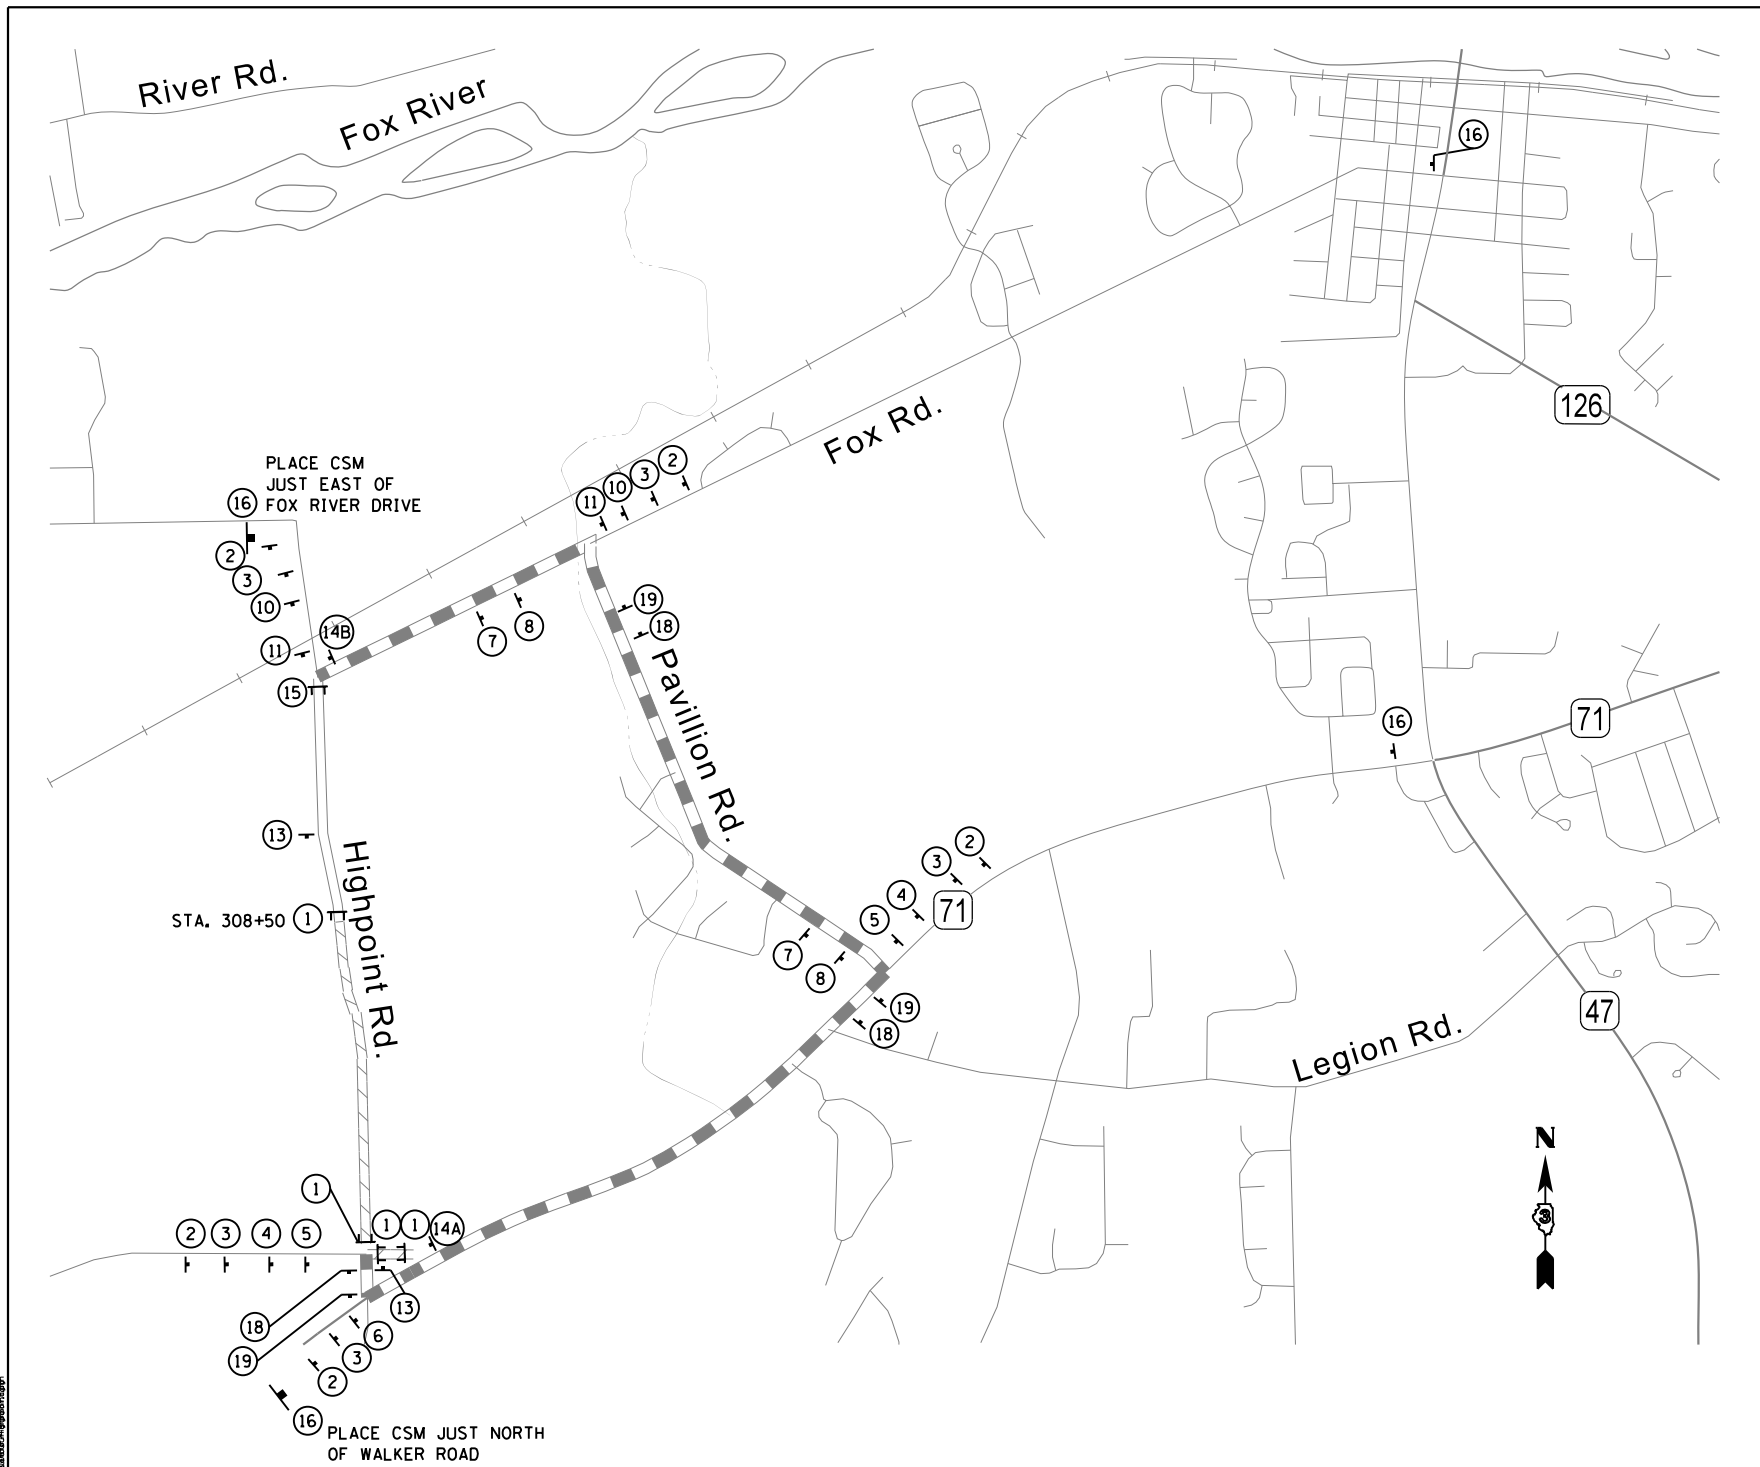 River Rd.
Fox River
16
126
Fox Rd.
PLACE CSM
JUST EAST OF
16 FOX RIVER DRIVE
2
3
10
11
14B
15
11 10 3 2
7 8
19
18
Pavillion Rd.
71
16
13
Highpoint Rd.
STA. 308+50 1
2
3
4
5
71
7
8
19
18
47
Legion Rd.
N
3
1
2 3 4 5
1 1 14A
13
18
19
6
3
2
16
PLACE CSM JUST NORTH
OF WALKER ROAD